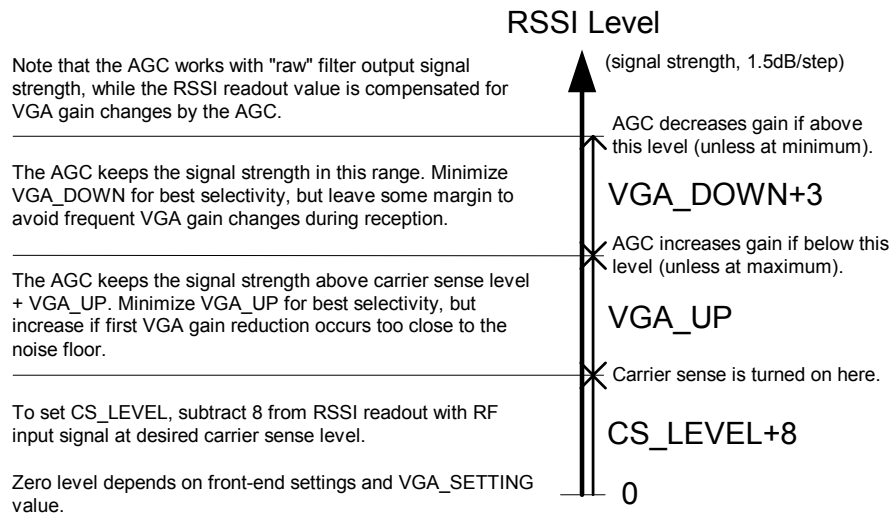 RSSI Level
(signal strength, 1.5dB/step)
Note that the AGC works with "raw" filter output signal
strength, while the RSSI readout value is compensated for
VGA gain changes by the AGC.
AGC decreases gain if above
this level (unless at minimum).
The AGC keeps the signal strength in this range. Minimize
VGA_DOWN for best selectivity, but leave some margin to
avoid frequent VGA gain changes during reception.
VGA_DOWN+3
AGC increases gain if below this
level (unless at maximum).
The AGC keeps the signal strength above carrier sense level
+ VGA_UP. Minimize VGA_UP for best selectivity, but
increase if first VGA gain reduction occurs too close to the
noise floor.
VGA_UP
Carrier sense is turned on here.
To set CS_LEVEL, subtract 8 from RSSI readout with RF
input signal at desired carrier sense level.
CS_LEVEL+8
Zero level depends on front-end settings and VGA_SETTING
value.
0